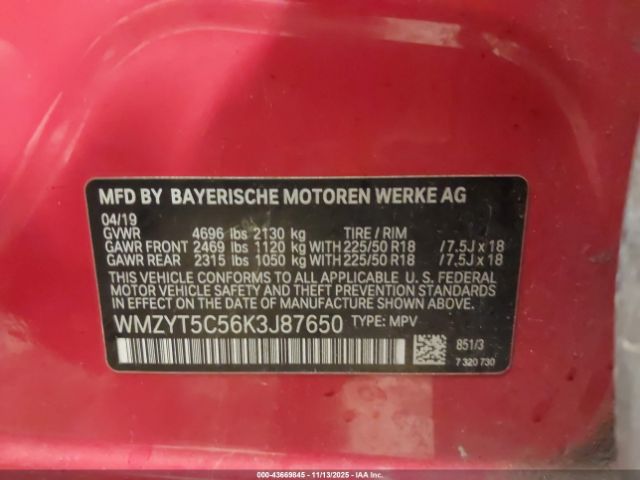 MFD BY BAYERISCHE MOTOREN WERKE AG
04/19
GVWR 4696 lbs 2130 kg TIRE / RIM
GAWR FRONT 2469 lbs 1120 kg WITH 225/50 R18 /7.5J x 18
GAWR REAR 2315 lbs 1050 kg WITH 225/50 R18 /7.5J x 18
THIS VEHICLE CONFORMS TO ALL APPLICABLE U. S. FEDERAL
MOTOR VEHICLE SAFETY AND THEFT PREVENTION STANDARDS
IN EFFECT ON THE DATE OF MANUFACTURE SHOWN ABOVE.
WMZYT5C56K3J87650 TYPE: MPV
851/3
7 320 730
000-43669845 - 11/13/2025 - IAAI.COM